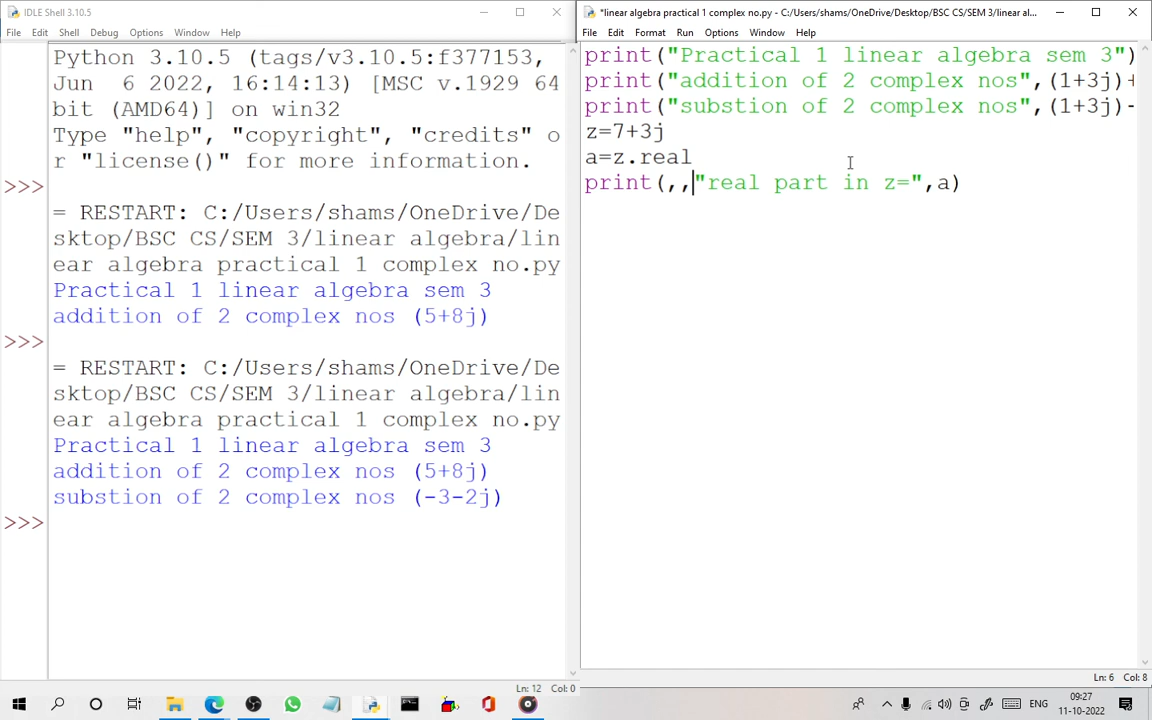 IDLE Shell 3.10.5
File Edit Shell Debug Options Window Help
Python 3.10.5 (tags/v3.10.5:f377153,
Jun  6 2022, 16:14:13) [MSC v.1929 64
bit (AMD64)] on win32
Type "help", "copyright", "credits" o
r "license()" for more information.
>>>
= RESTART: C:/Users/shams/OneDrive/De
sktop/BSC CS/SEM 3/linear algebra/lin
ear algebra practical 1 complex no.py
Practical 1 linear algebra sem 3
addition of 2 complex nos (5+8j)
>>>
= RESTART: C:/Users/shams/OneDrive/De
sktop/BSC CS/SEM 3/linear algebra/lin
ear algebra practical 1 complex no.py
Practical 1 linear algebra sem 3
addition of 2 complex nos (5+8j)
substion of 2 complex nos (-3-2j)
>>>
Ln: 12 Col: 0
*linear algebra practical 1 complex no.py - C:/Users/shams/OneDrive/Desktop/BSC CS/SEM 3/linear al...
File Edit Format Run Options Window Help
print("Practical 1 linear algebra sem 3")
print("addition of 2 complex nos",(1+3j)+
print("substion of 2 complex nos",(1+3j)-
z=7+3j
a=z.real
print(,,"real part in z=",a)
Ln: 6 Col: 8
ENG
09:27
11-10-2022